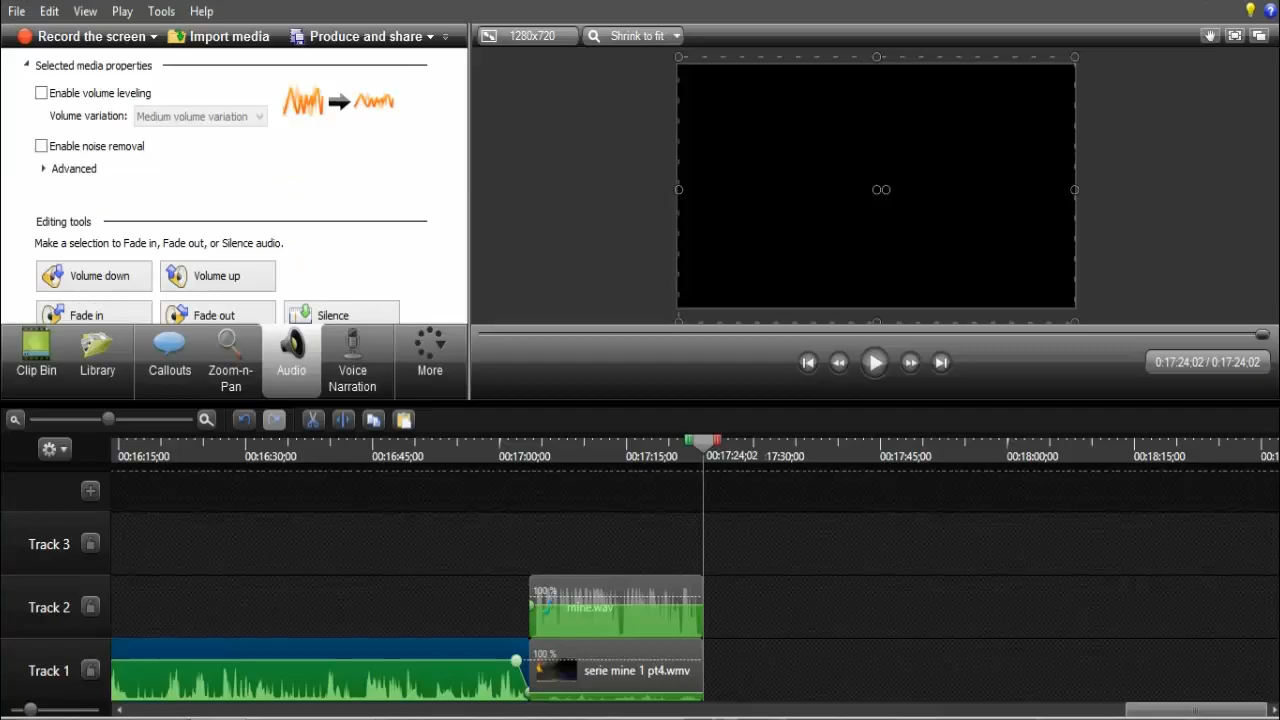 File Edit View Play Tools Help
Record the screen Import media Produce and share 1280x720 Shrink to fit
Selected media properties
Enable volume leveling
Volume variation: Medium volume variation
Enable noise removal
Advanced
Editing tools
Make a selection to Fade in, Fade out, or Silence audio.
Volume down Volume up
Fade in Fade out Silence
Clip Bin Library Callouts Zoom-n-Pan Audio Voice Narration More
0:17:24;02 / 0:17:24;02
00:16:15;00 00:16:30;00 00:16:45;00 00:17:00;00 00:17:15;00 00:17:24;02 :17:30;00 00:17:45;00 00:18:00;00 00:18:15;00 00:1
Track 3
100 %
Track 2 mine.wav
100 %
Track 1 serie mine 1 pt4.wmv